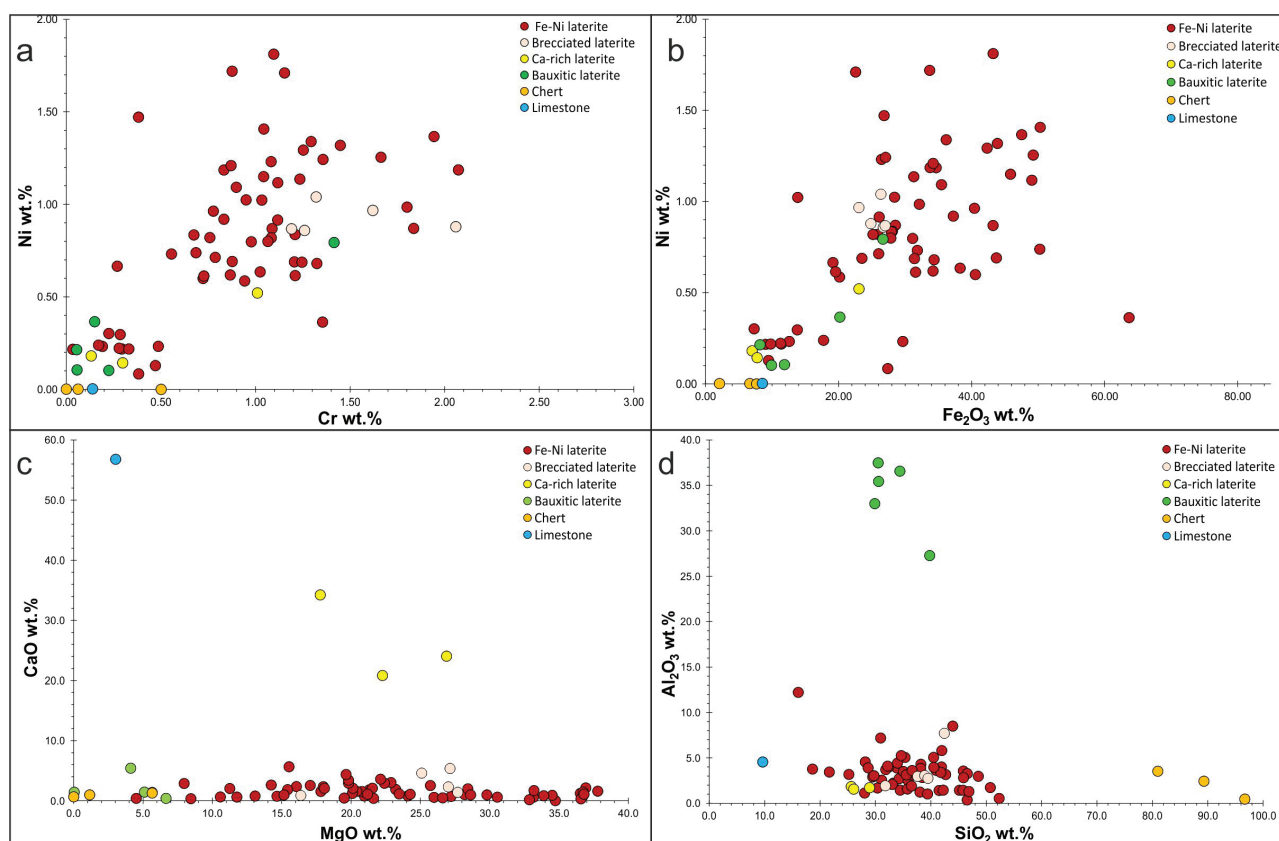 a
2.00
1.50
1.00
0.50
0.00
Ni wt.%
0.00 0.50 1.00 1.50 2.00 2.50 3.00
Cr wt.%
Fe-Ni laterite
Brecciated laterite
Ca-rich laterite
Bauxitic laterite
Chert
Limestone
b
2.00
1.50
1.00
0.50
0.00
Ni wt.%
0.00 20.00 40.00 60.00 80.00
Fe₂O₃ wt.%
Fe-Ni laterite
Brecciated laterite
Ca-rich laterite
Bauxitic laterite
Chert
Limestone
c
60.0
50.0
40.0
30.0
20.0
10.0
0.0
CaO wt.%
0.0 10.0 20.0 30.0 40.0
MgO wt.%
Fe-Ni laterite
Brecciated laterite
Ca-rich laterite
Bauxitic laterite
Chert
Limestone
d
40.0
35.0
30.0
25.0
20.0
15.0
10.0
5.0
0.0
Al₂O₃ wt.%
0.0 10.0 20.0 30.0 40.0 50.0 60.0 70.0 80.0 90.0 100.0
SiO₂ wt.%
Fe-Ni laterite
Brecciated laterite
Ca-rich laterite
Bauxitic laterite
Chert
Limestone